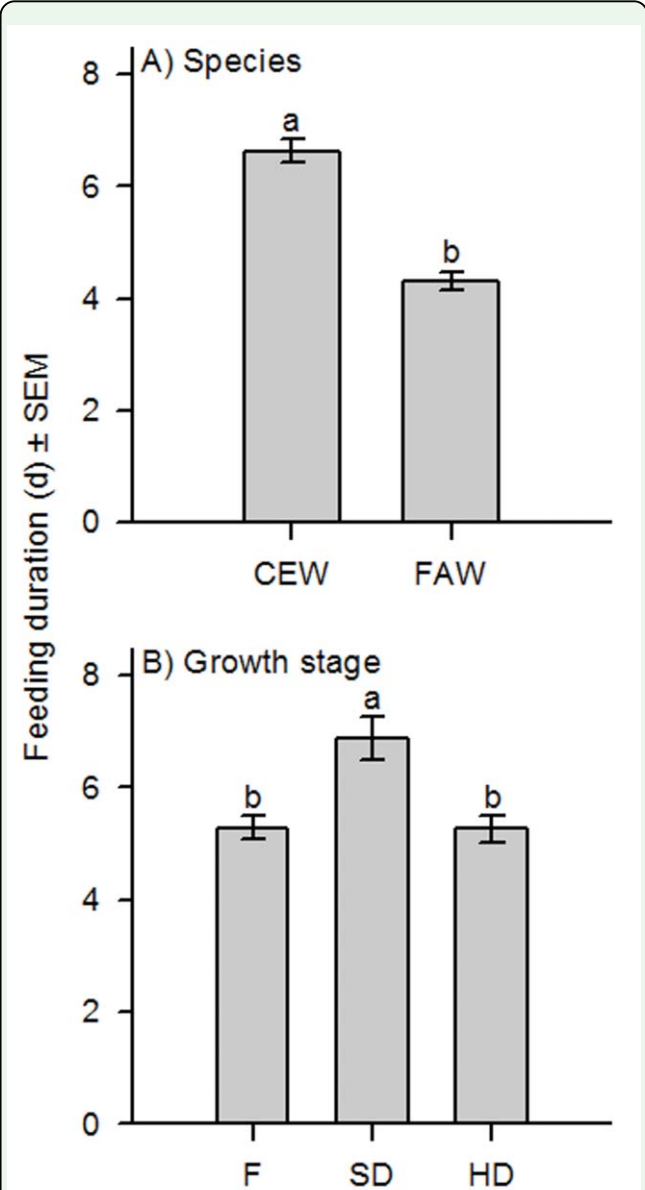 Feeding duration (d) ± SEM
A) Species
8
6
4
2
0
a
b
CEW FAW
B) Growth stage
8
6
4
2
0
b
a
b
F SD HD